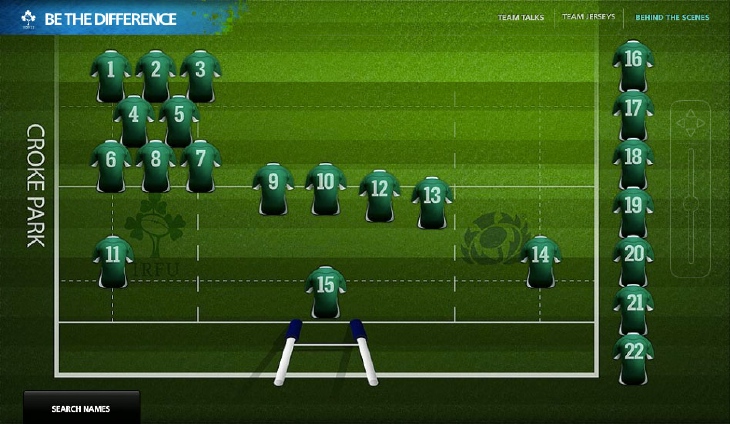 BE THE DIFFERENCE
TEAM TALKS
TEAM JERSEYS
BEHIND THE SCENES
CROKE PARK
1 2 3
4 5
6 8 7
9 10 12 13
11 14
15
IRFU
16
17
18
19
20
21
22
SEARCH NAMES